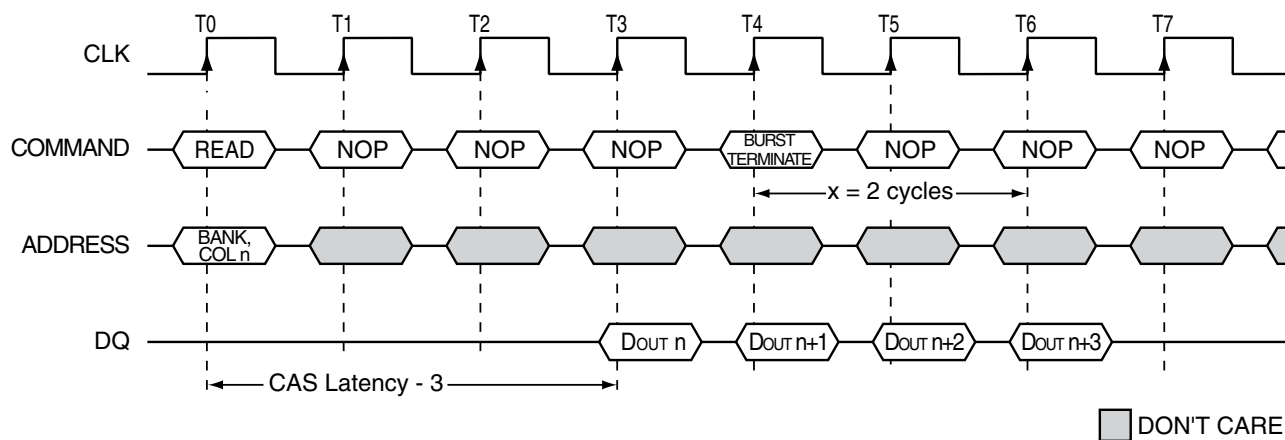 T0 T1 T2 T3 T4 T5 T6 T7
CLK
COMMAND READ NOP NOP NOP BURST TERMINATE NOP NOP NOP
x = 2 cycles
ADDRESS BANK, COL n
DQ DOUT n DOUT n+1 DOUT n+2 DOUT n+3
CAS Latency - 3
DON'T CARE